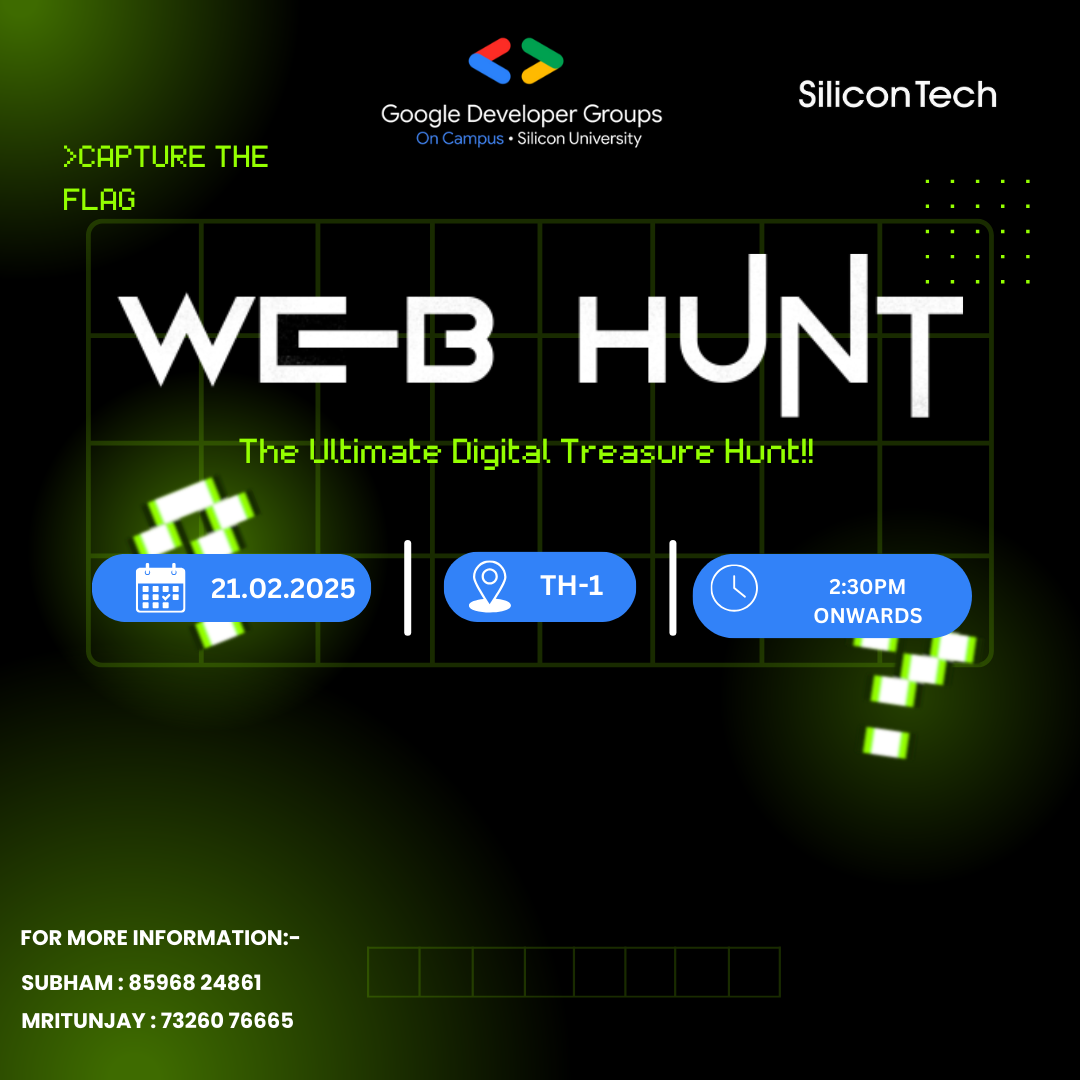 Google Developer Groups
On Campus • Silicon University
SiliconTech
>CAPTURE THE
FLAG
WEB HUNT
The Ultimate Digital Treasure Hunt!!
21.02.2025
TH-1
2:30PM
ONWARDS
FOR MORE INFORMATION:-
SUBHAM : 85968 24861
MRITUNJAY : 73260 76665